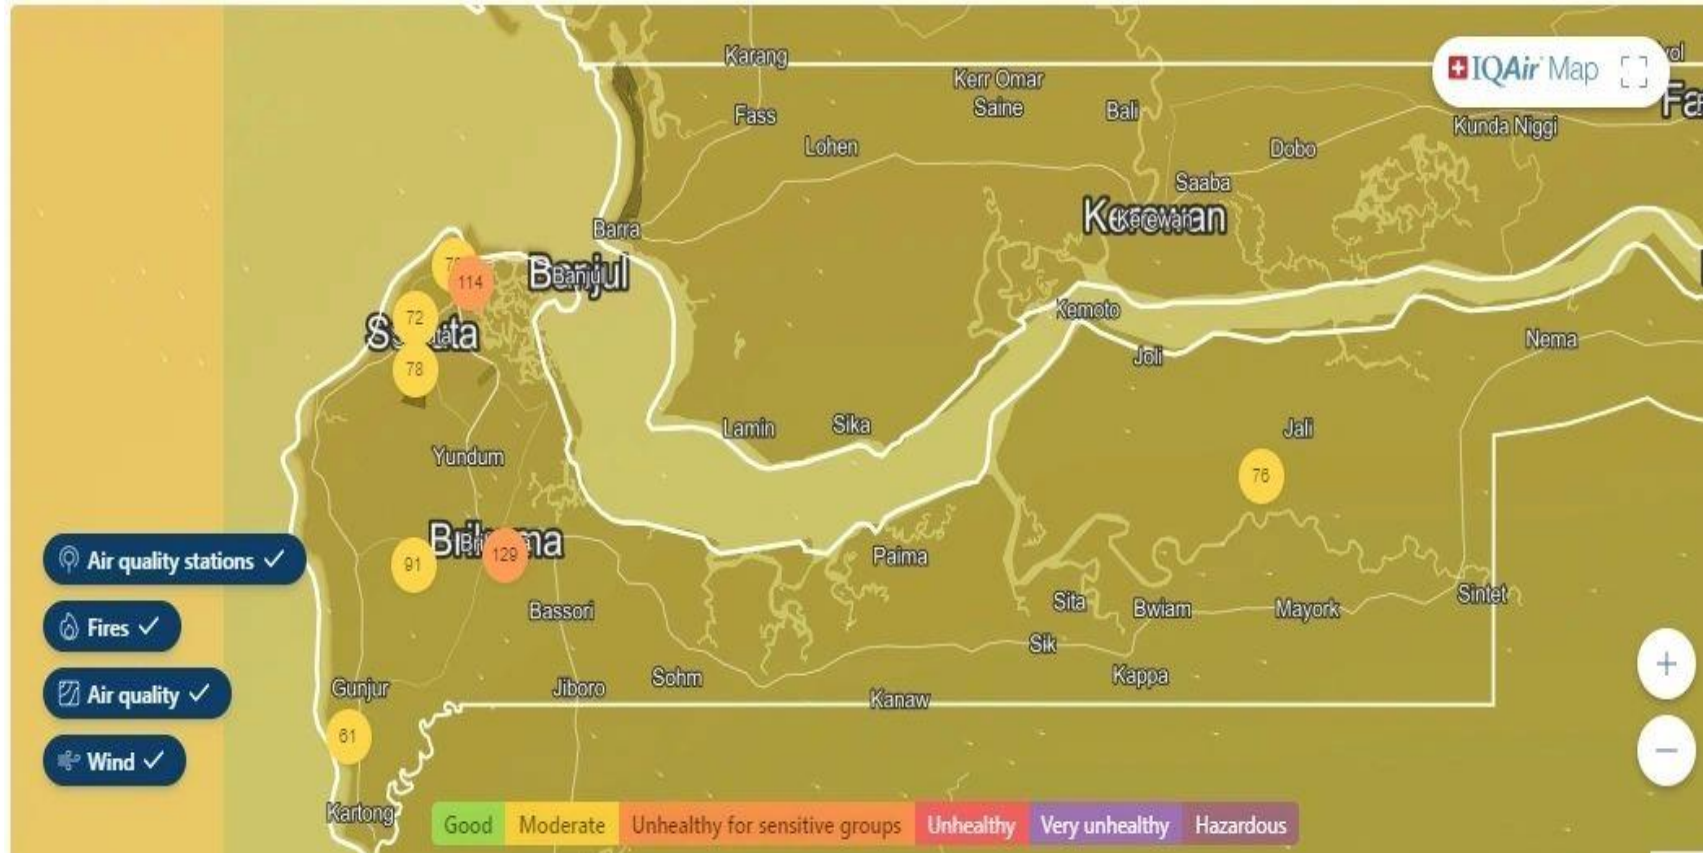 Karang
Kerr Omar
Saine
IQAir Map
Fass
Bali
Kunda Niggi
Lohen
Dobo
Saaba
Kerewan
Kerewan
Barra
Banjul
Banjul
114
72
78
Kemoto
Joli
Nema
Lamin
Sika
Jali
76
Yundum
Brikama
91
129
Paima
Air quality stations
Bassori
Sita
Bwiam
Mayork
Sintet
Fires
Sik
Gunjur
Jiboro
Sohm
Kappa
Kanaw
Air quality
61
Wind
Kartong
Good Moderate Unhealthy for sensitive groups Unhealthy Very unhealthy Hazardous